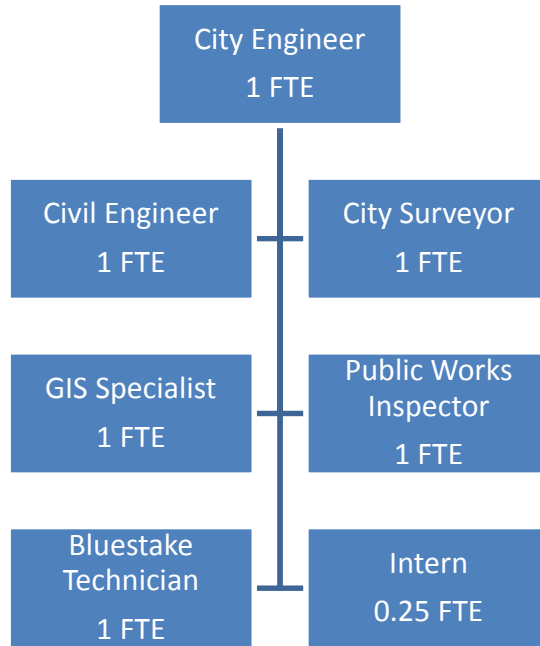 City Engineer
1 FTE
Civil Engineer
1 FTE
City Surveyor
1 FTE
GIS Specialist
1 FTE
Public Works
Inspector
1 FTE
Bluestake
Technician
1 FTE
Intern
0.25 FTE